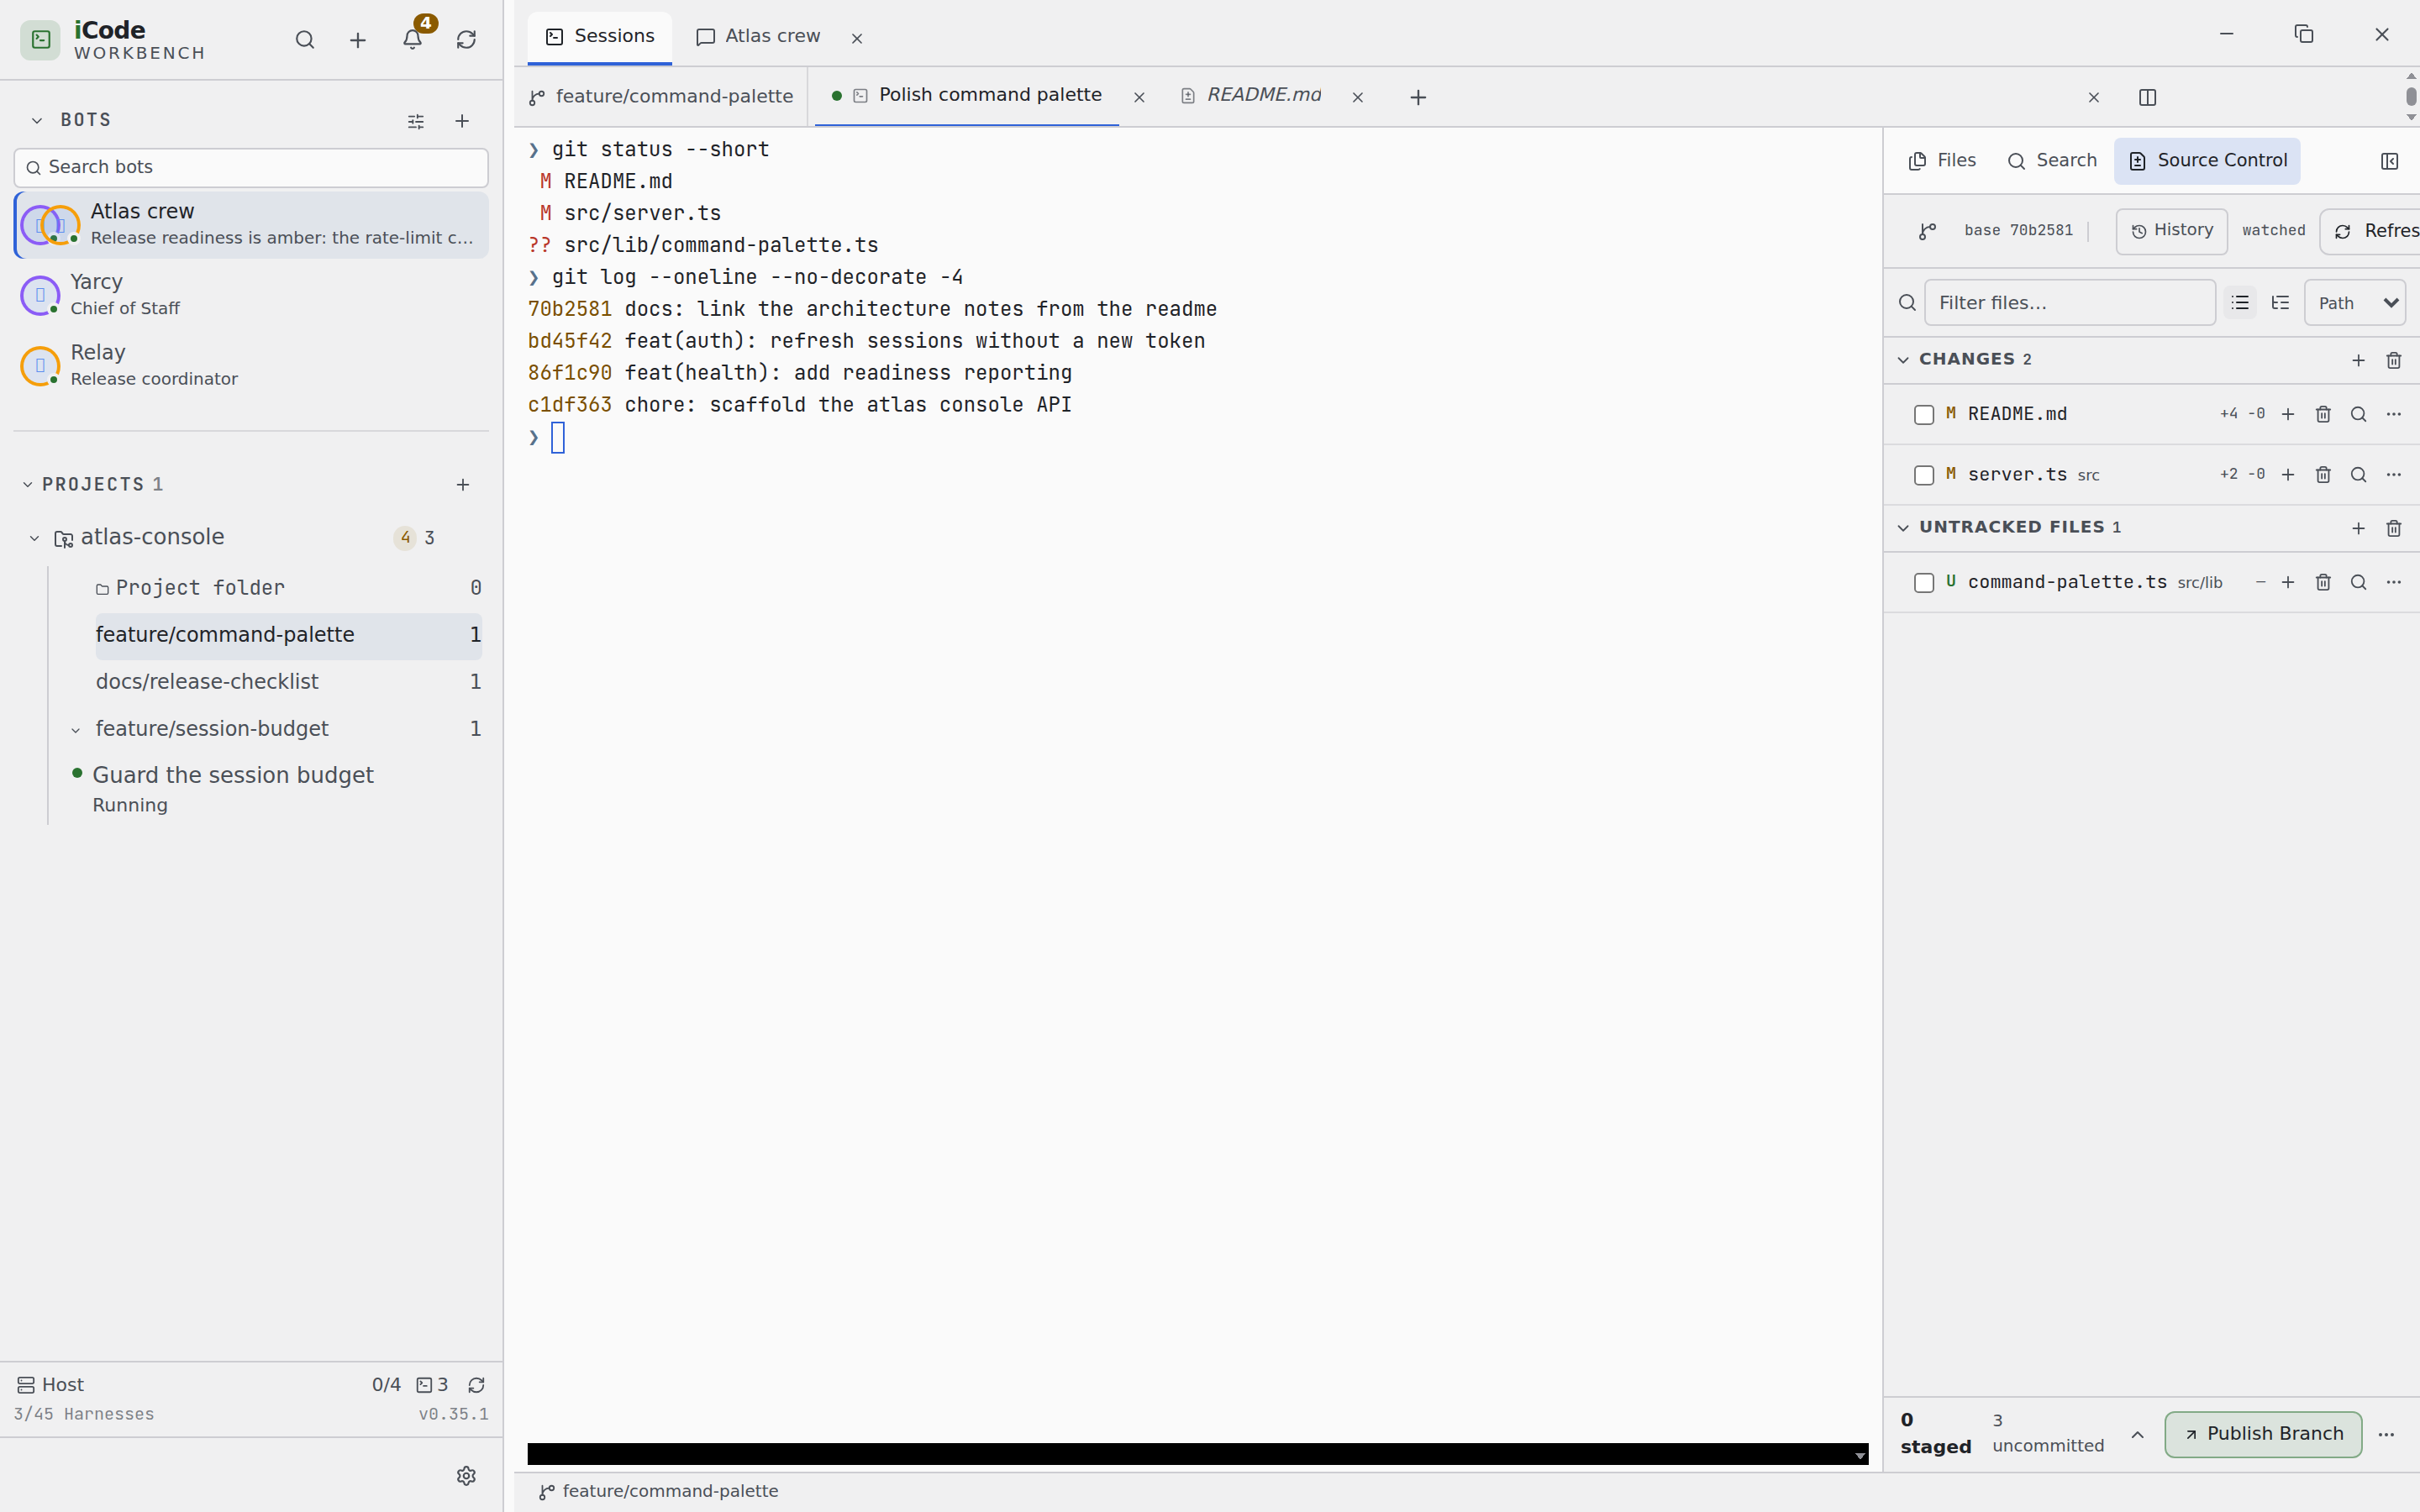 iCode
WORKBENCH
4
BOTS
Search bots
Atlas crew
Release readiness is amber: the rate-limit c…
Yarcy
Chief of Staff
Relay
Release coordinator
PROJECTS 1
atlas-console 4 3
Project folder 0
feature/command-palette 1
docs/release-checklist 1
feature/session-budget 1
Guard the session budget
Running
Host 0/4 3
3/45 Harnesses v0.35.1
Sessions Atlas crew
feature/command-palette Polish command palette README.md
❯ git status --short
M README.md
M src/server.ts
?? src/lib/command-palette.ts
❯ git log --oneline --no-decorate -4
70b2581 docs: link the architecture notes from the readme
bd45f42 feat(auth): refresh sessions without a new token
86f1c90 feat(health): add readiness reporting
c1df363 chore: scaffold the atlas console API
❯
feature/command-palette
Files Search Source Control
base 70b2581 History watched Refres
Filter files… Path
CHANGES 2
M README.md +4 -0
M server.ts src +2 -0
UNTRACKED FILES 1
U command-palette.ts src/lib –
0 staged
3 uncommitted
Publish Branch